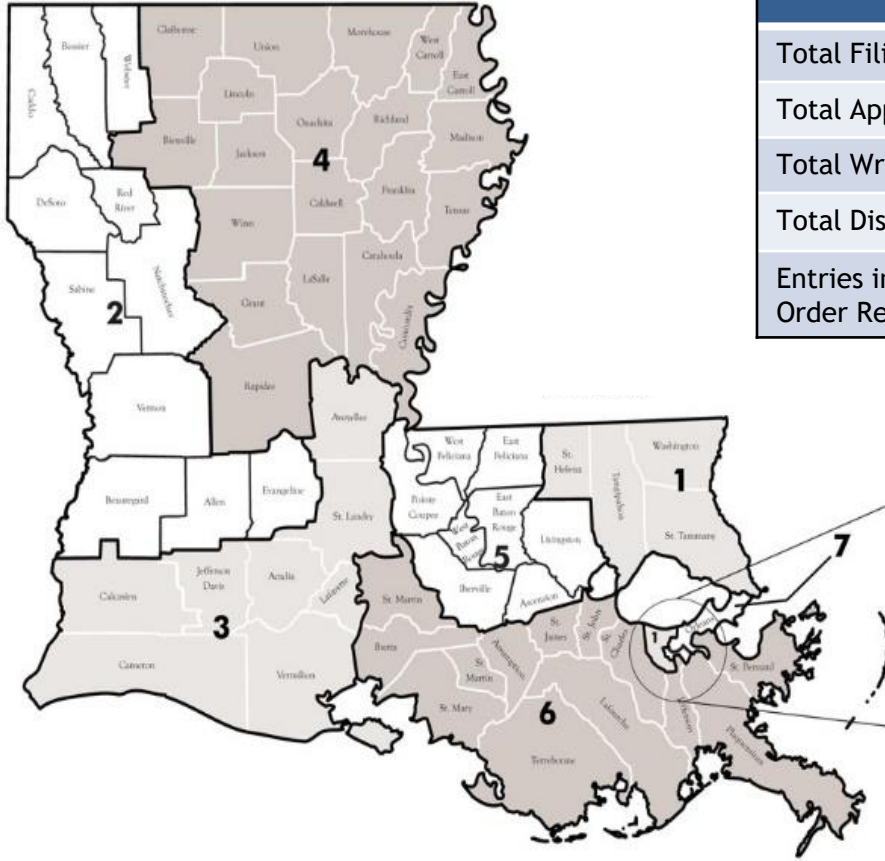 Total Fili
Total App
Total Wr
Total Dis
Entries in
Order Re
Caddo
Bossier
Webster
Claiborne
Union
Morehouse
West
Carroll
East
Carroll
Lincoln
Ouachita
Richland
Madison
Bienville
Jackson
4
Franklin
Caldwell
Tensas
DeSoto
Red
River
Winn
Catahoula
Natchitoches
LaSalle
Sabine
2
Grant
Concordia
Vernon
Rapides
Avoyelles
Beauregard
Allen
Evangeline
St. Landry
West
Feliciana
East
Feliciana
St.
Helena
Tangipahoa
Washington
1
Pointe
Coupee
East
Baton
Rouge
West
Baton
Rouge
5
Livingston
St. Tammany
7
Iberville
Ascension
Calcasieu
Jefferson
Davis
Acadia
Lafayette
3
Cameron
Vermilion
St. Martin
Iberia
St.
Martin
St. Mary
Assumption
St.
James
St. John
St.
Charles
1
Orleans
St. Bernard
6
Lafourche
Jefferson
Plaquemines
Terrebonne